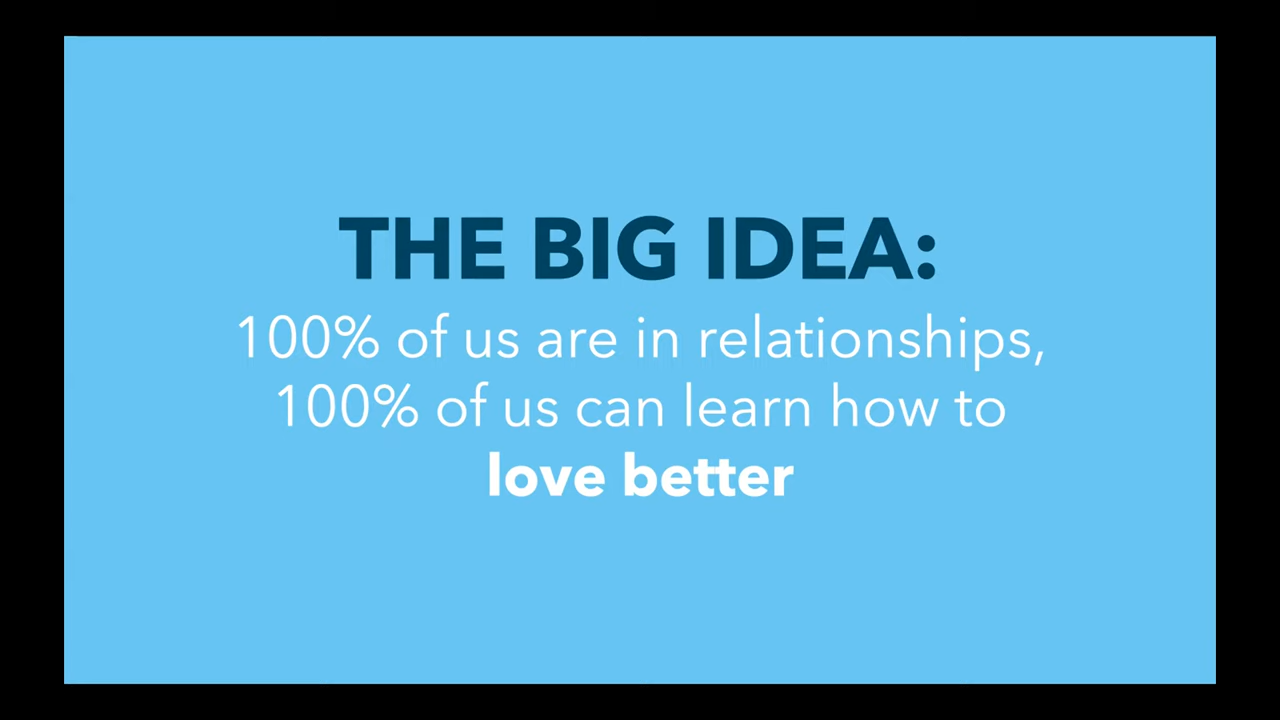 THE BIG IDEA:
100% of us are in relationships,
100% of us can learn how to
love better